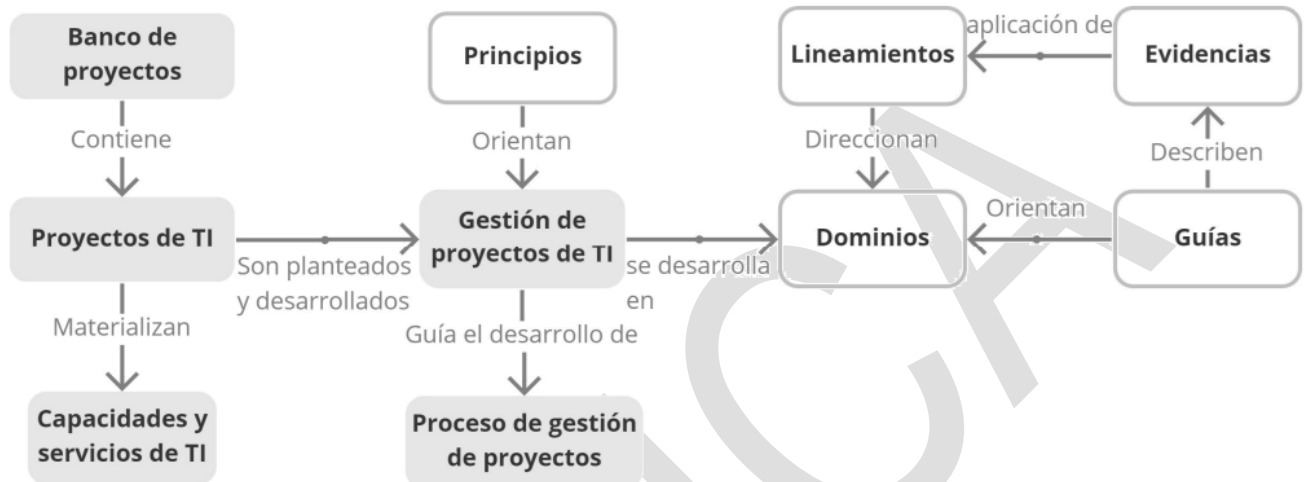 Banco de
proyectos
Principios
Lineamientos
aplicación de
Evidencias
Contiene
Orientan
Direccionan
Describen
Proyectos de TI
Son planteados
y desarrollados
Gestión de
proyectos de TI
se desarrolla
en
Dominios
Orientan
Guías
Materializan
Guía el desarrollo de
Capacidades y
servicios de TI
Proceso de gestión
de proyectos